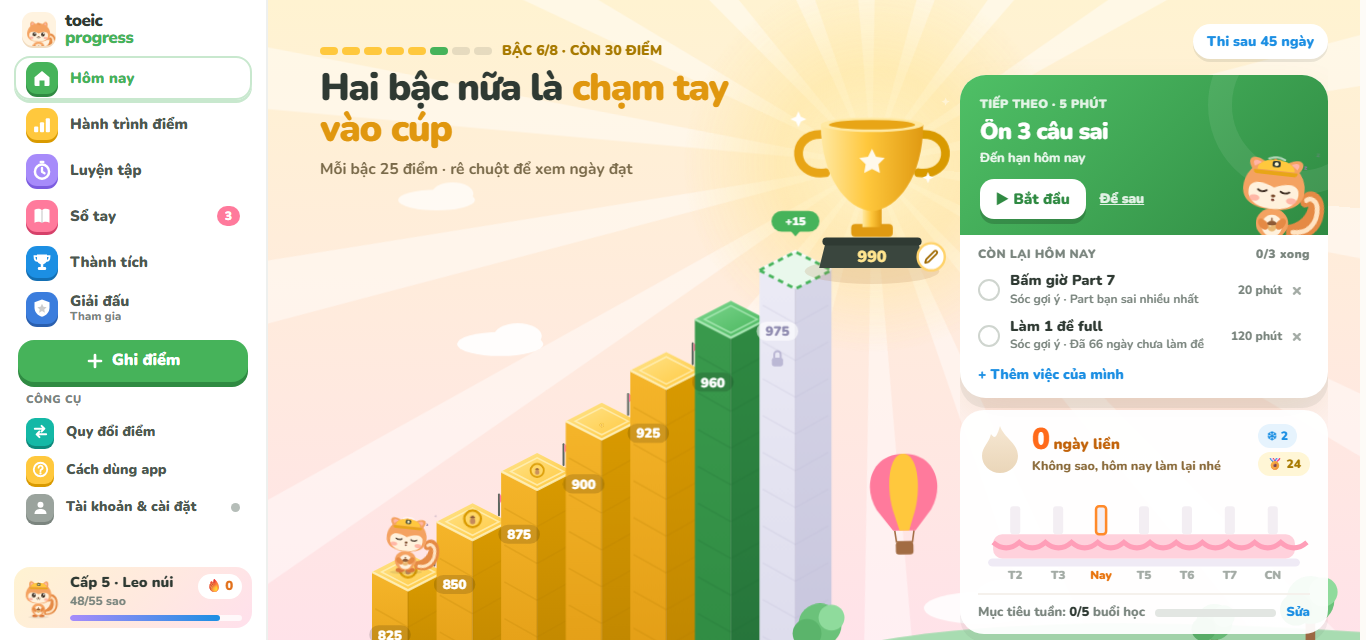 toeic
progress
Hôm nay
Hành trình điểm
Luyện tập
Sổ tay
3
Thành tích
Giải đấu
Tham gia
+ Ghi điểm
CÔNG CỤ
Quy đổi điểm
Cách dùng app
Tài khoản & cài đặt
Cấp 5 · Leo núi
48/55 sao
0
BẬC 6/8 · CÒN 30 ĐIỂM
Hai bậc nữa là chạm tay
vào cúp
Mỗi bậc 25 điểm · rê chuột để xem ngày đạt
+15
990
975
960
925
900
875
850
825
Thi sau 45 ngày
TIẾP THEO · 5 PHÚT
Ôn 3 câu sai
Đến hạn hôm nay
Bắt đầu
Để sau
CÒN LẠI HÔM NAY
0/3 xong
Bấm giờ Part 7
Sóc gợi ý · Part bạn sai nhiều nhất
20 phút ×
Làm 1 đề full
Sóc gợi ý · Đã 66 ngày chưa làm đề
120 phút ×
+ Thêm việc của mình
0 ngày liền
Không sao, hôm nay làm lại nhé
2
24
T2 T3 Nay T5 T6 T7 CN
Mục tiêu tuần: 0/5 buổi học
Sửa